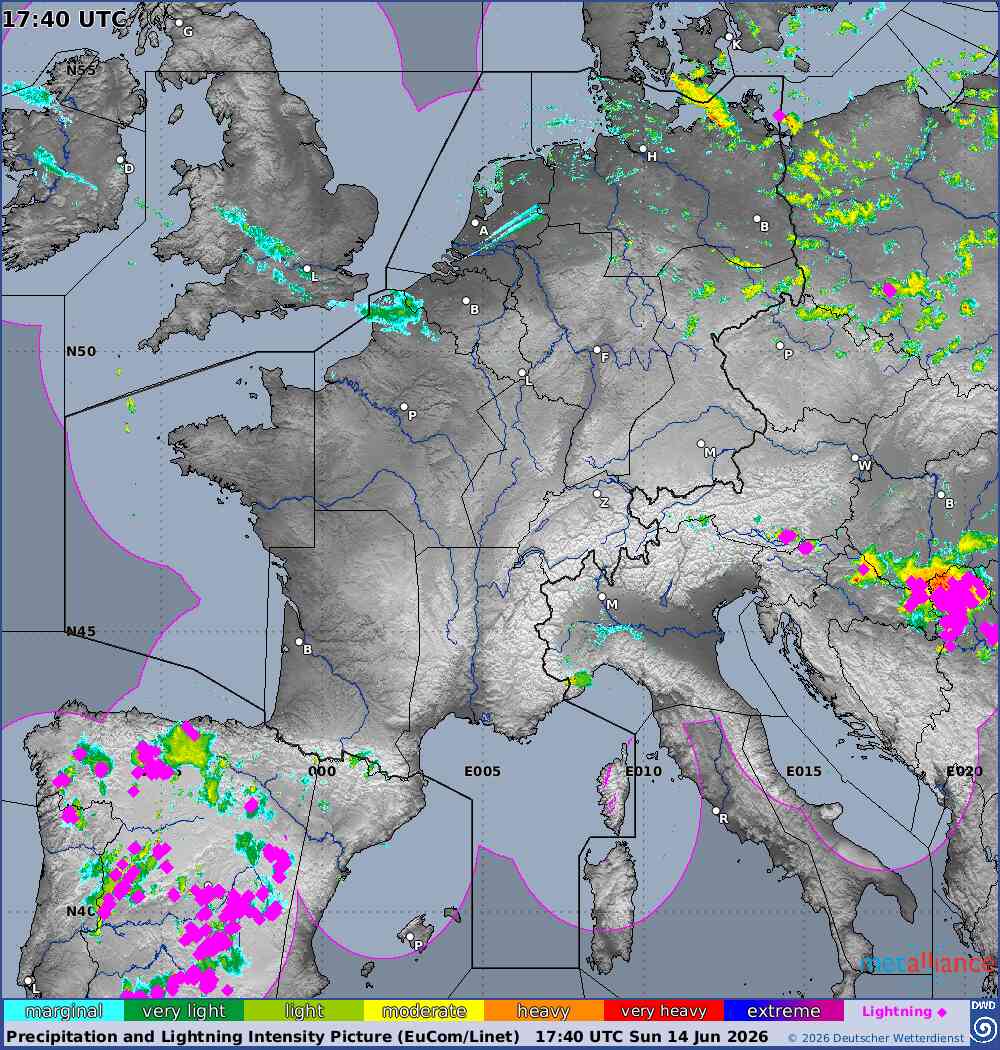 17:40 UTC
G
K
N55
D
H
A
B
L
B
N50
F
P
L
P
M
W
Z
B
M
N45
B
000
E005
E010
E015
E020
R
N40
P
L
metalliance
marginal very light light moderate heavy very heavy extreme Lightning
DWD
Precipitation and Lightning Intensity Picture (EuCom/Linet) 17:40 UTC Sun 14 Jun 2026 © 2026 Deutscher Wetterdienst